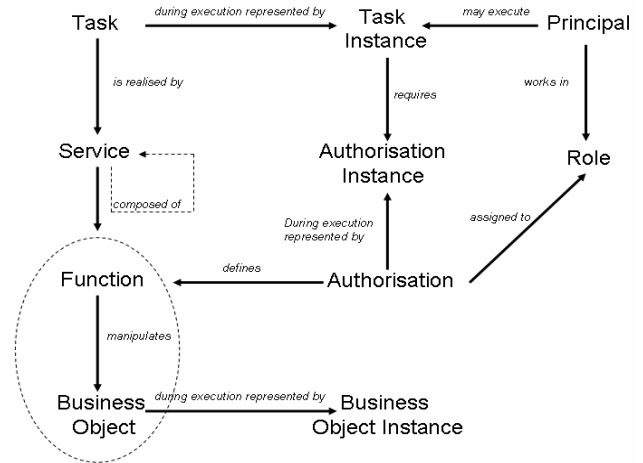 Task
during execution represented by
Task
Instance
may execute
Principal
is realised by
requires
works in
Service
composed of
Authorisation
Instance
Role
During execution
represented by
assigned to
Function
defines
Authorisation
manipulates
Business
Object
during execution represented by
Business
Object Instance